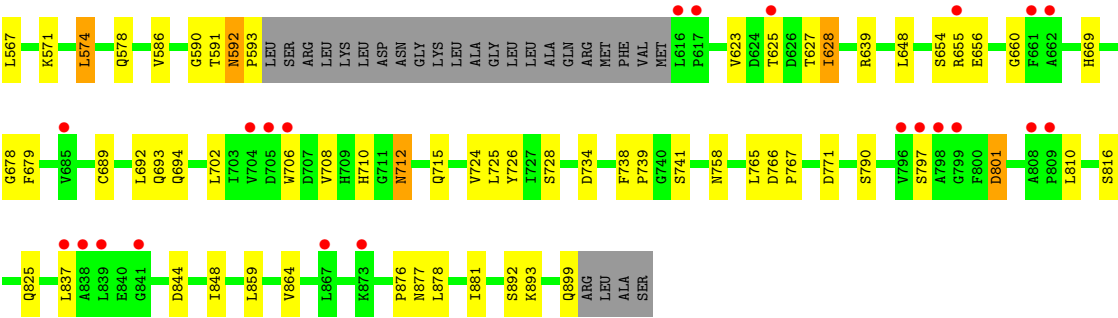 L567 K571 L574 Q578 V586 G590 T591 N592 P593 LEU SER ARG LEU LYS LEU ASP ASN GLY LYS LEU ALA GLY LEU LEU ALA GLN ARG MET PHE VAL MET L616 P617 V623 D624 T625 D626 T627 I628 R639 L648 S654 R655 E656 G660 F661 A662 H669
G678 F679 V685 C689 L692 Q693 Q694 L702 I703 V704 D705 W706 D707 V708 H709 H710 G711 N712 Q715 V724 L725 Y726 I727 S728 D734 F738 P739 G740 S741 N758 L765 D766 P767 D771 S790 V796 S797 A798 G799 F800 D801 A808 P809 L810 S816
Q825 L837 A838 L839 E840 G841 D844 I848 L859 V864 L867 K873 P876 N877 L878 I881 S892 K893 Q899 ARG LEU ALA SER